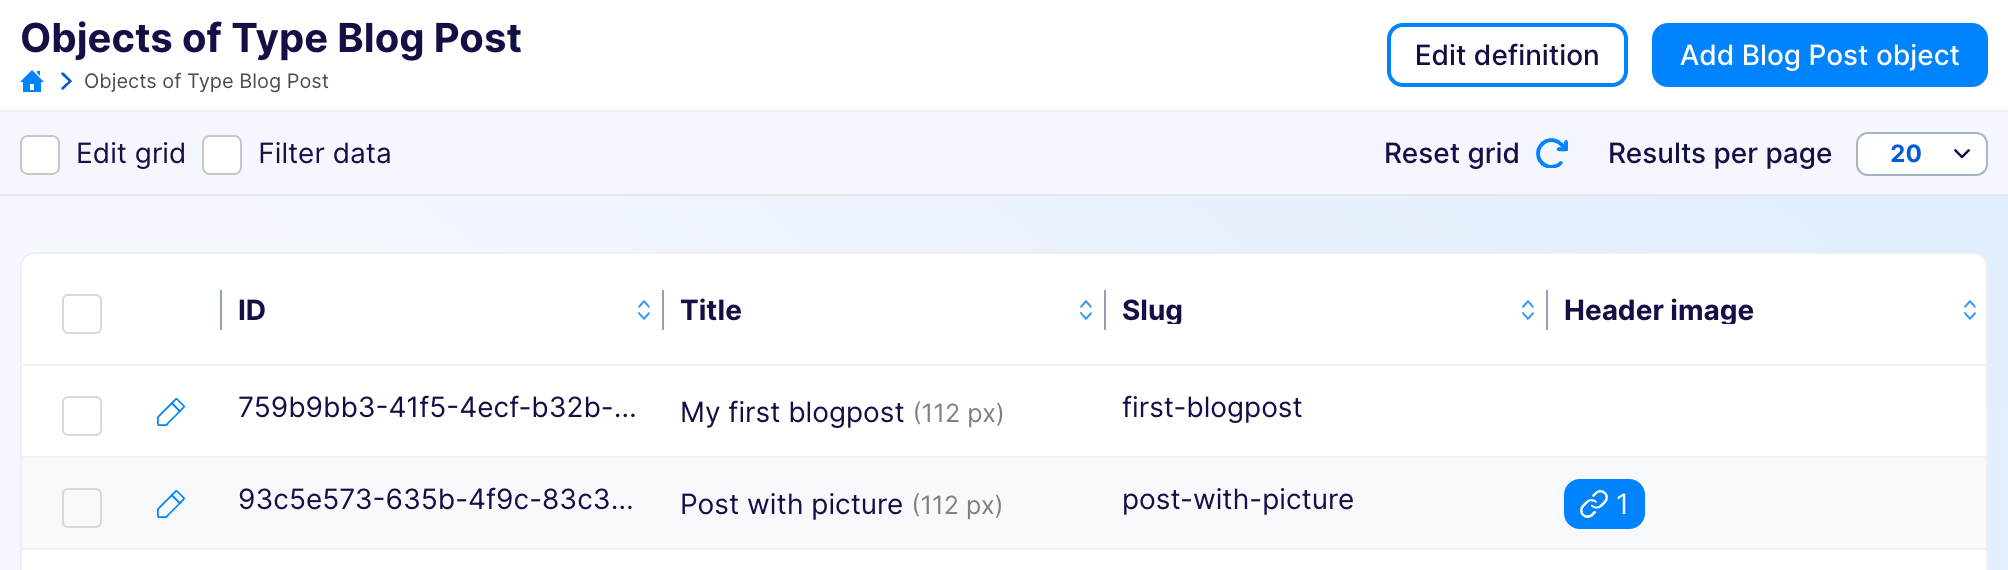 Objects of Type Blog Post
Objects of Type Blog Post
Edit definition
Add Blog Post object
Edit grid
Filter data
Reset grid
Results per page
20
ID
Title
Slug
Header image
759b9bb3-41f5-4ecf-b32b-...
My first blogpost (112 px)
first-blogpost
93c5e573-635b-4f9c-83c3...
Post with picture (112 px)
post-with-picture
1